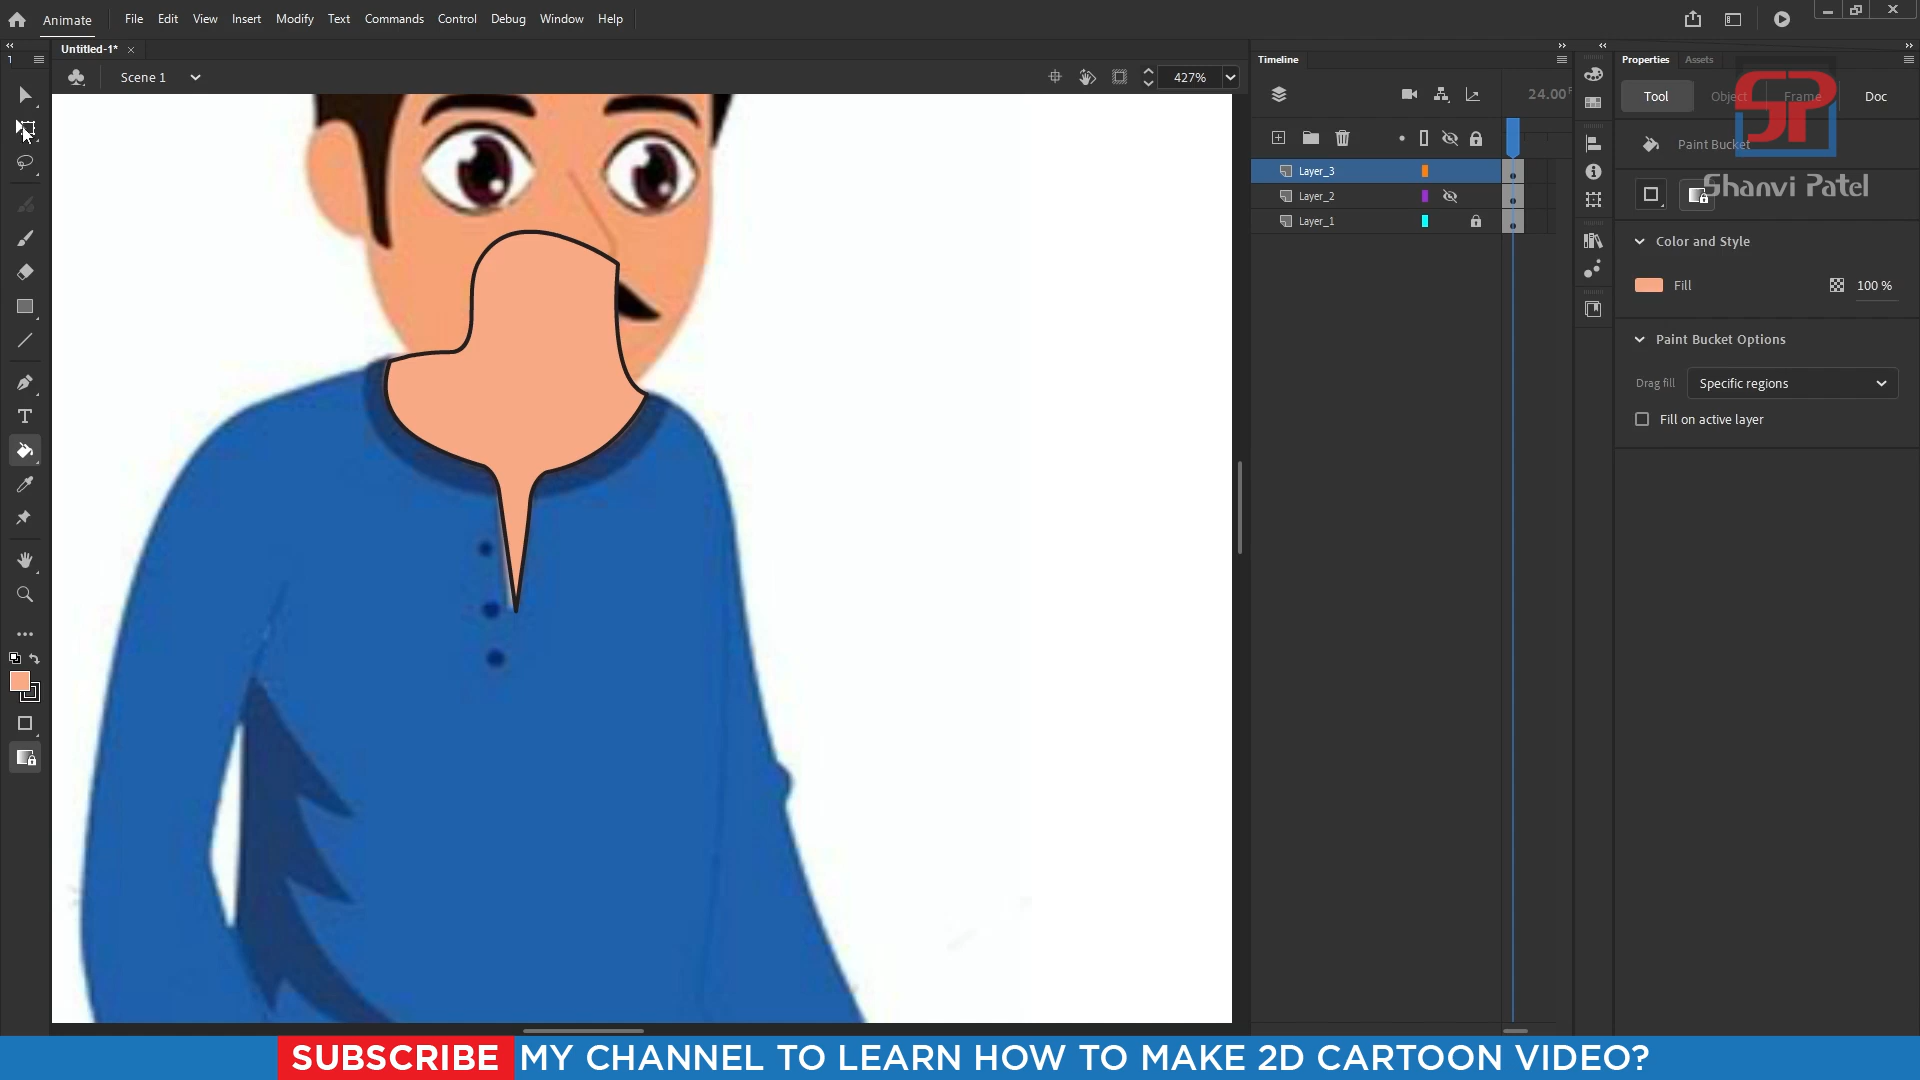 Animate File Edit View Insert Modify Text Commands Control Debug Window Help
1
Untitled-1*
Scene 1
427%
Timeline
24.00
Layer_3
Layer_2
Layer_1
Properties Assets
Tool Object Frame Doc
Paint Bucket
SP
Shanvi Patel
Color and Style
Fill 100 %
Paint Bucket Options
Drag fill Specific regions
Fill on active layer
SUBSCRIBE MY CHANNEL TO LEARN HOW TO MAKE 2D CARTOON VIDEO?